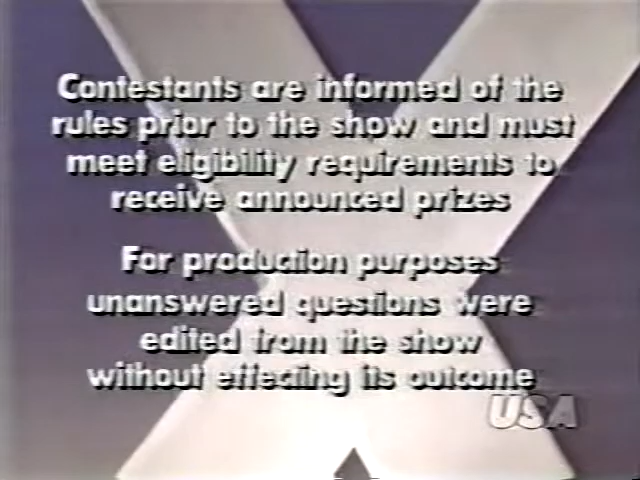 Contestants are informed of the
rules prior to the show and must
meet eligibility requirements to
receive announced prizes
For production purposes
unanswered questions were
edited from the show
without effecting its outcome
USA